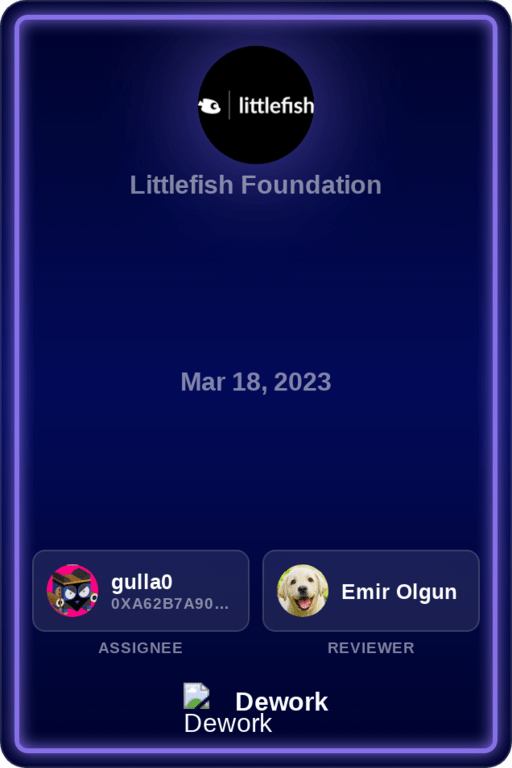 littlefish
Littlefish Foundation
Mar 18, 2023
gulla0
0XA62B7A90...
ASSIGNEE
Emir Olgun
REVIEWER
Dework
Dework